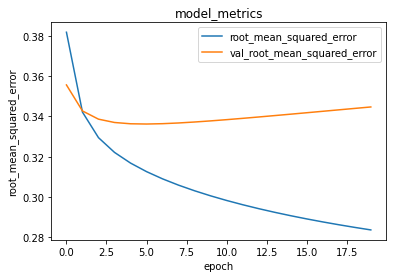 model_metrics
root_mean_squared_error
val_root_mean_squared_error
root_mean_squared_error
0.38
0.36
0.34
0.32
0.30
0.28
0.0 2.5 5.0 7.5 10.0 12.5 15.0 17.5
epoch